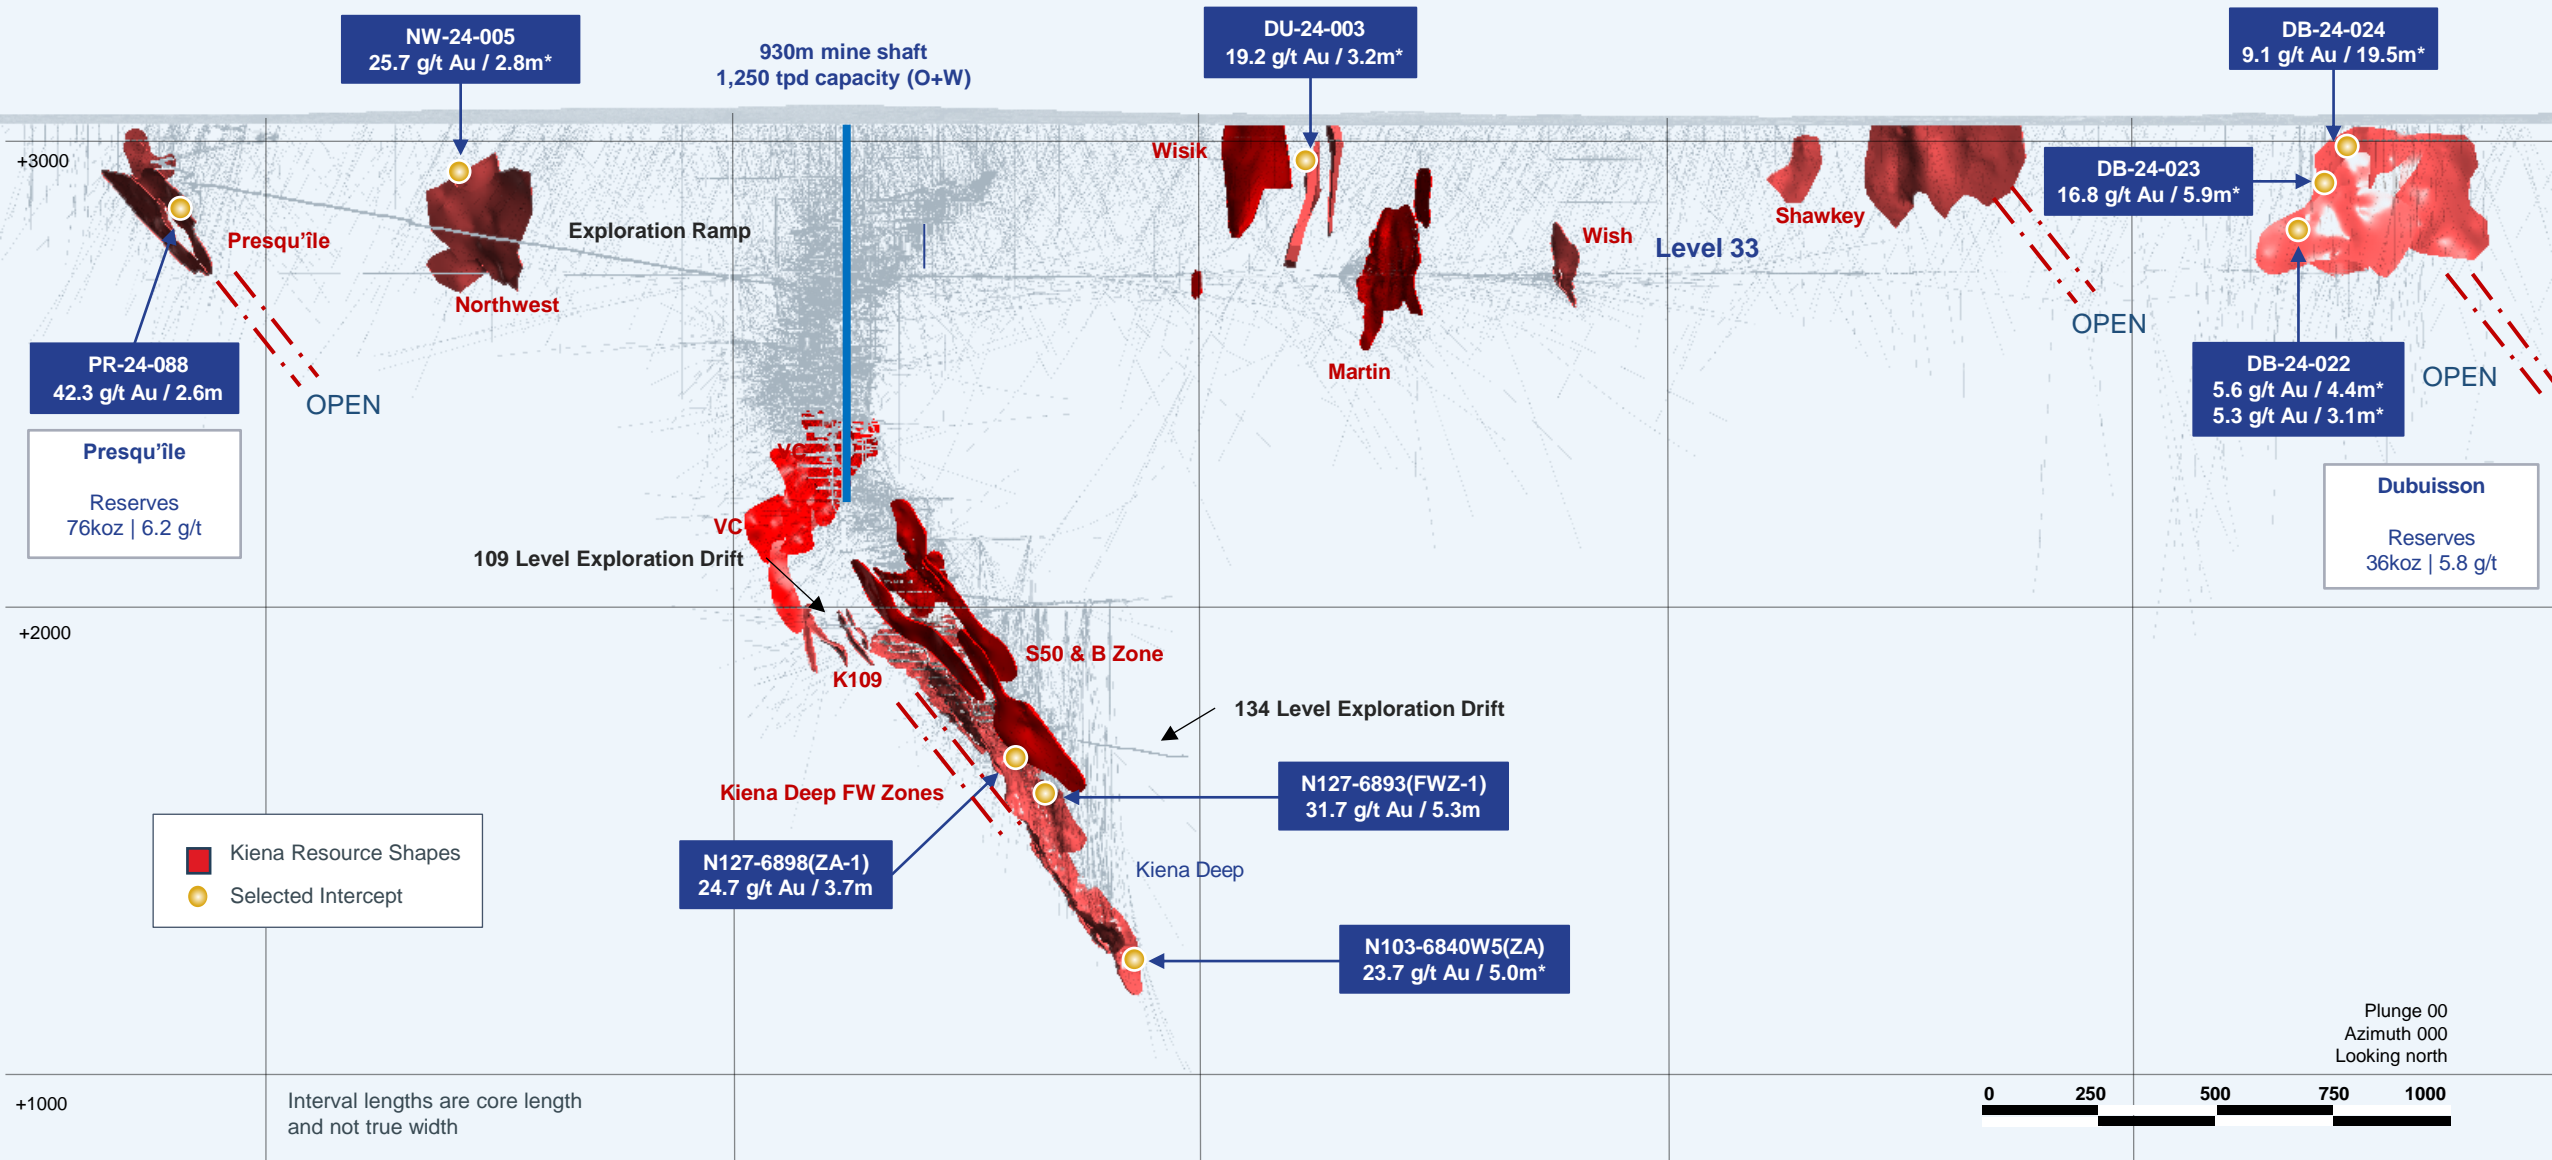 NW-24-005
25.7 g/t Au / 2.8m*
930m mine shaft
1,250 tpd capacity (O+W)
DU-24-003
19.2 g/t Au / 3.2m*
DB-24-024
9.1 g/t Au / 19.5m*
+3000
Wisik
DB-24-023
16.8 g/t Au / 5.9m*
Presqu’île
Exploration Ramp
Shawkey
Wish
Level 33
Northwest
OPEN
PR-24-088
42.3 g/t Au / 2.6m
OPEN
Martin
DB-24-022
5.6 g/t Au / 4.4m*
5.3 g/t Au / 3.1m*
OPEN
Presqu’île
Reserves
76koz | 6.2 g/t
VC
VC
109 Level Exploration Drift
Dubuisson
Reserves
36koz | 5.8 g/t
+2000
S50 & B Zone
K109
134 Level Exploration Drift
Kiena Deep FW Zones
N127-6893(FWZ-1)
31.7 g/t Au / 5.3m
Kiena Resource Shapes
Selected Intercept
N127-6898(ZA-1)
24.7 g/t Au / 3.7m
Kiena Deep
N103-6840W5(ZA)
23.7 g/t Au / 5.0m*
Plunge 00
Azimuth 000
Looking north
0 250 500 750 1000
+1000
Interval lengths are core length
and not true width